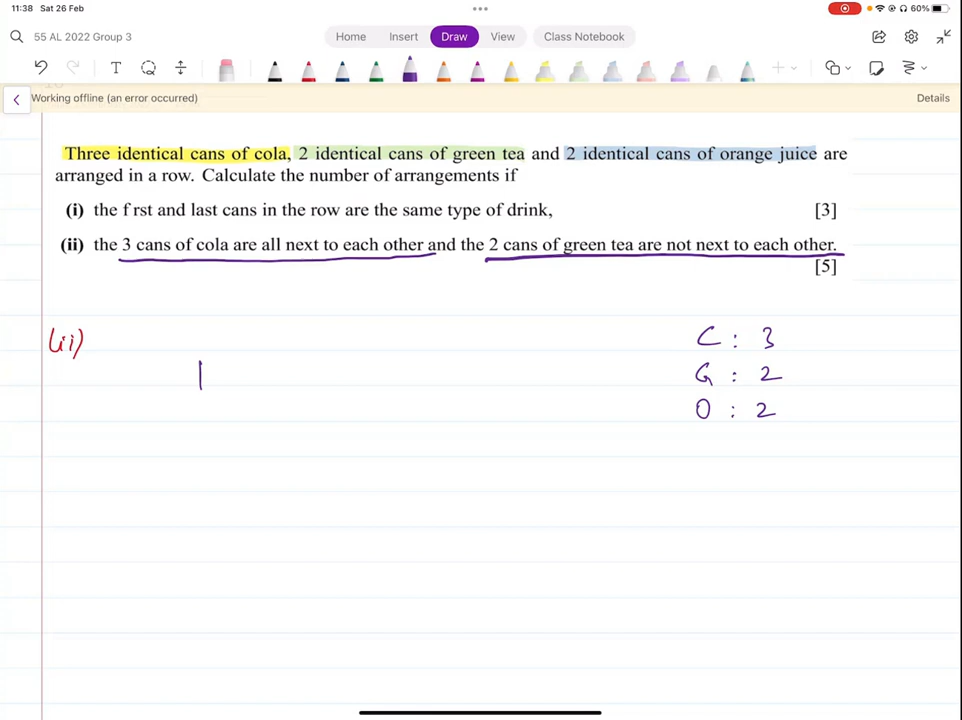 11:38 Sat 26 Feb
60%
55 AL 2022 Group 3
Home Insert Draw View Class Notebook
Working offline (an error occurred) Details
Three identical cans of cola, 2 identical cans of green tea and 2 identical cans of orange juice are
arranged in a row. Calculate the number of arrangements if
(i) the f rst and last cans in the row are the same type of drink, [3]
(ii) the 3 cans of cola are all next to each other and the 2 cans of green tea are not next to each other.
[5]
(ii)
C : 3
G : 2
O : 2